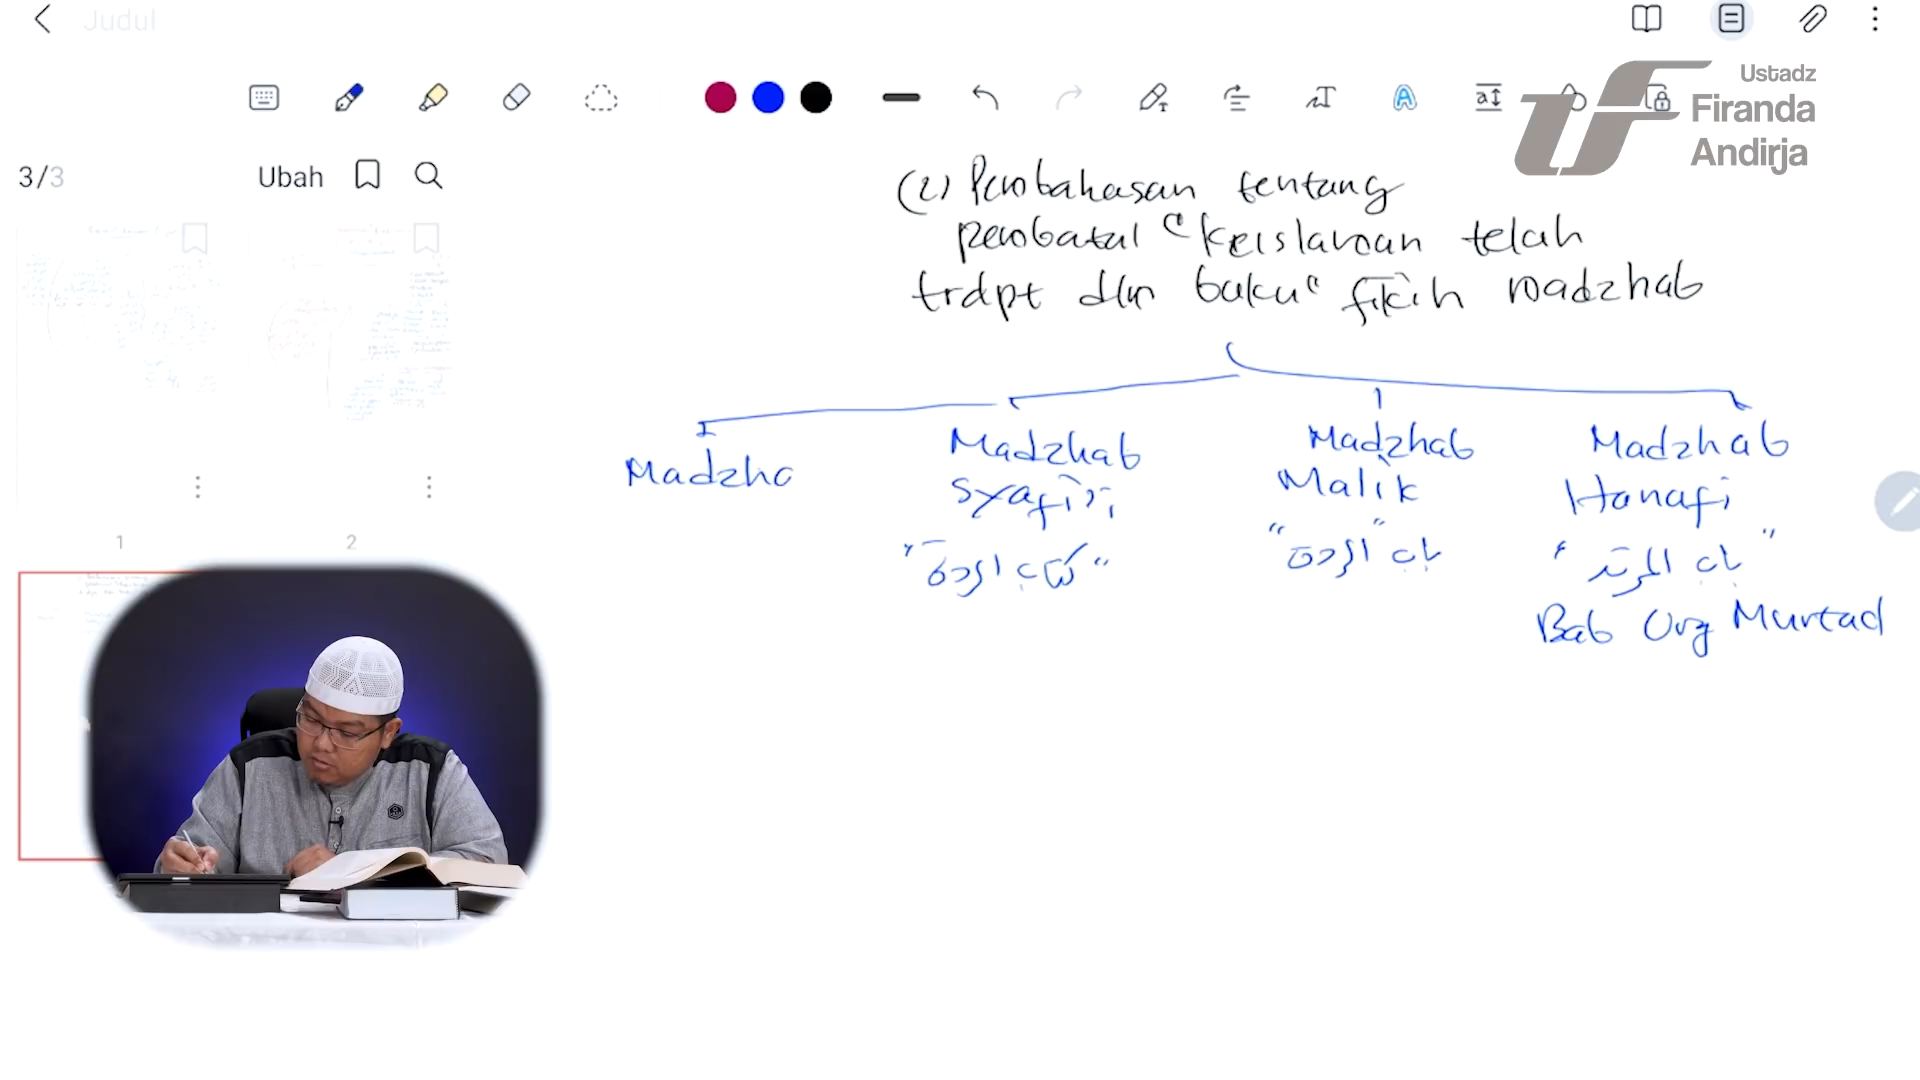 Judul
Ustadz
Firanda
Andirja
3/3
Ubah
(2) Pembahasan tentang
pembatal² keislaman telah
trdpt dlm buku² fikih madzhab
Madzha
Madzhab
Syafi'i
"كتاب الردة"
Madzhab
Malik
"باب الردة"
Madzhab
Hanafi
"باب المرتد"
Bab Org Murtad
1
2